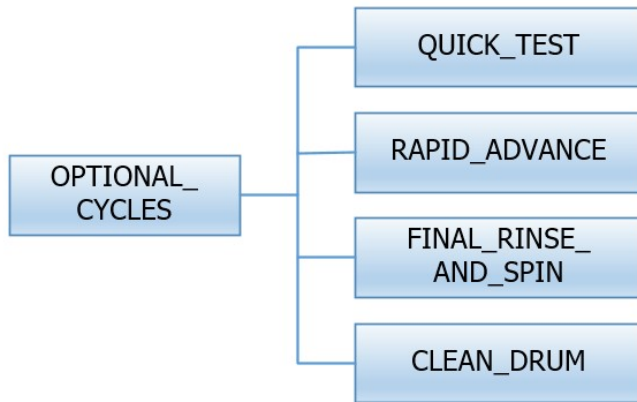 QUICK_TEST
RAPID_ADVANCE
OPTIONAL_
CYCLES
FINAL_RINSE_
AND_SPIN
CLEAN_DRUM